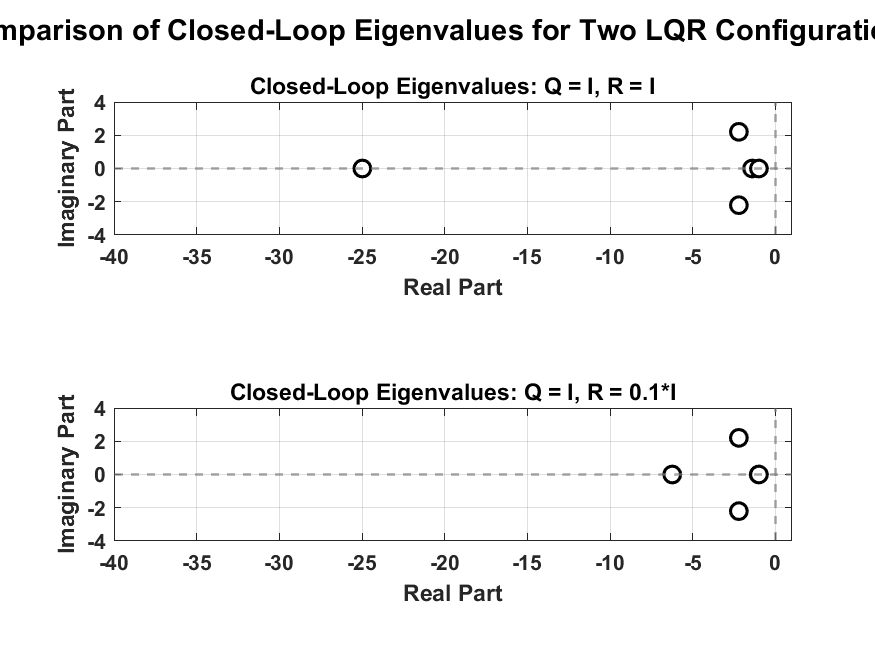 mparison of Closed-Loop Eigenvalues for Two LQR Configuratio
Closed-Loop Eigenvalues: Q = I, R = I
Imaginary Part
4
2
0
-2
-4
-40 -35 -30 -25 -20 -15 -10 -5 0
Real Part
Closed-Loop Eigenvalues: Q = I, R = 0.1*I
Imaginary Part
4
2
0
-2
-4
-40 -35 -30 -25 -20 -15 -10 -5 0
Real Part